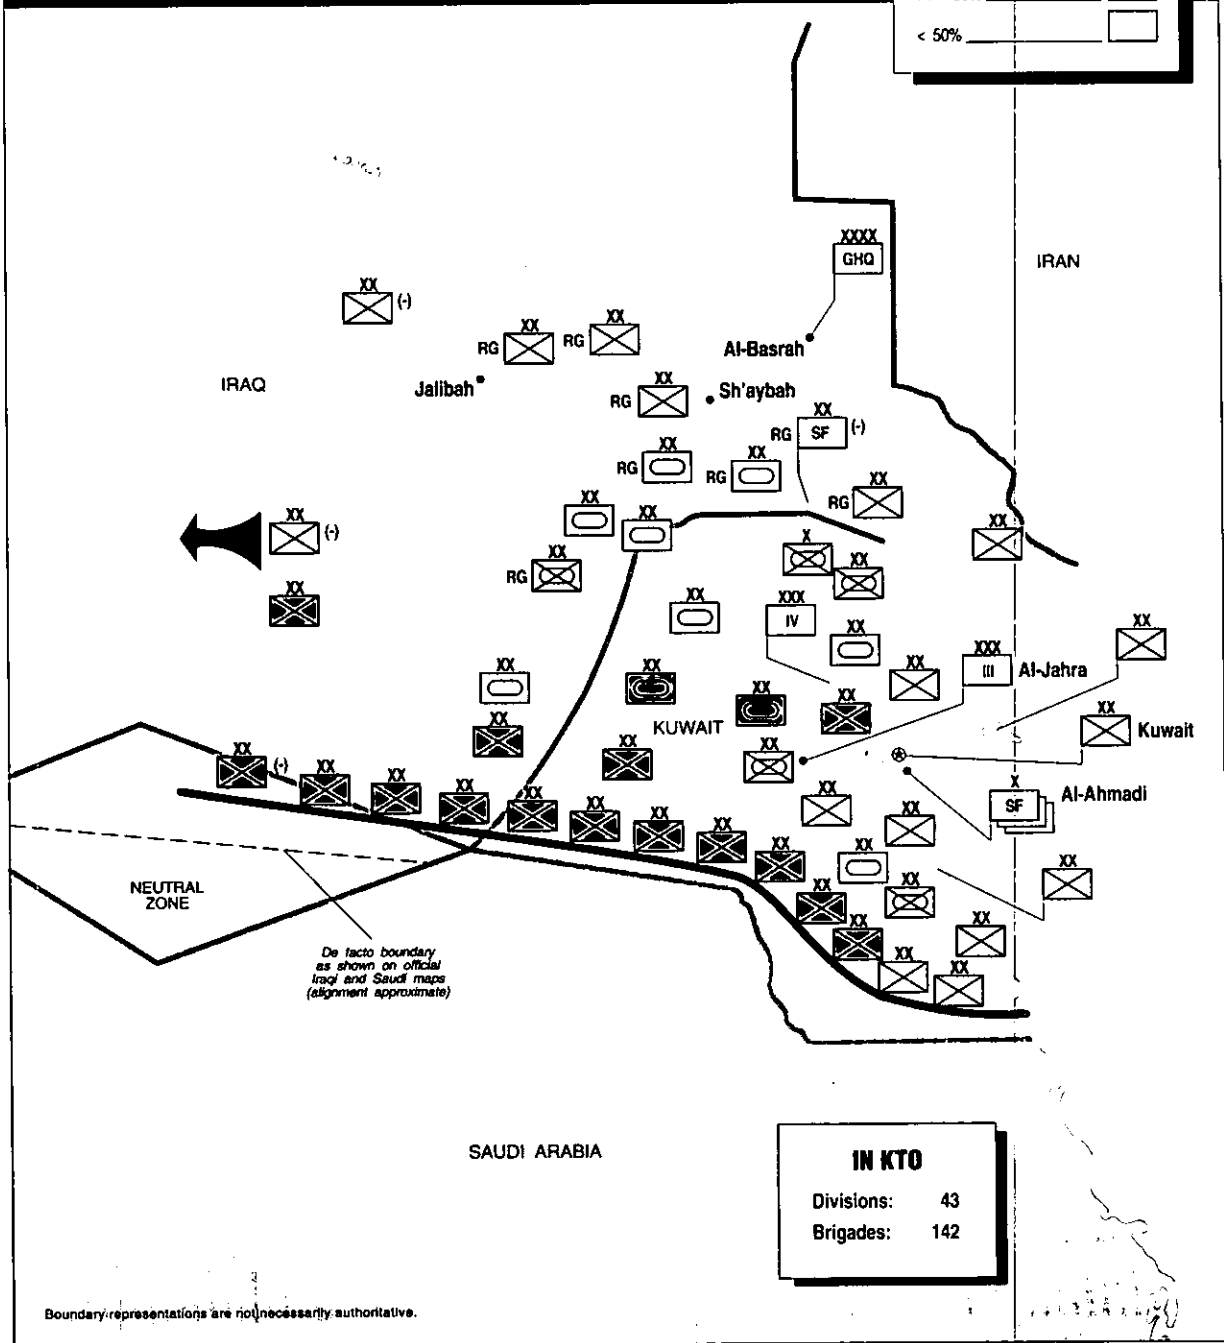 < 50%
XXXX
GHQ
IRAN
XX
(-)
XX
RG
XX
RG
Al-Basrah
IRAQ
Jalibah
XX
RG
Sh'aybah
XX
RG
SF
(-)
XX
RG
XX
RG
XX
RG
XX
XX
XX
(-)
XX
X
XX
XX
RG
XX
XX
XXX
IV
XX
XX
XX
XXX
III
Al-Jahra
XX
XX
XX
XX
XX
KUWAIT
XX
Kuwait
XX
XX
XX
XX
(-)
XX
XX
XX
XX
XX
XX
XX
XX
XX
XX
X
SF
Al-Ahmadi
XX
XX
XX
XX
XX
XX
XX
XX
NEUTRAL
ZONE
De facto boundary
as shown on official
Iraqi and Saudi maps
(alignment approximate)
SAUDI ARABIA
IN KTO
Divisions: 43
Brigades: 142
Boundary representations are not necessarily authoritative.